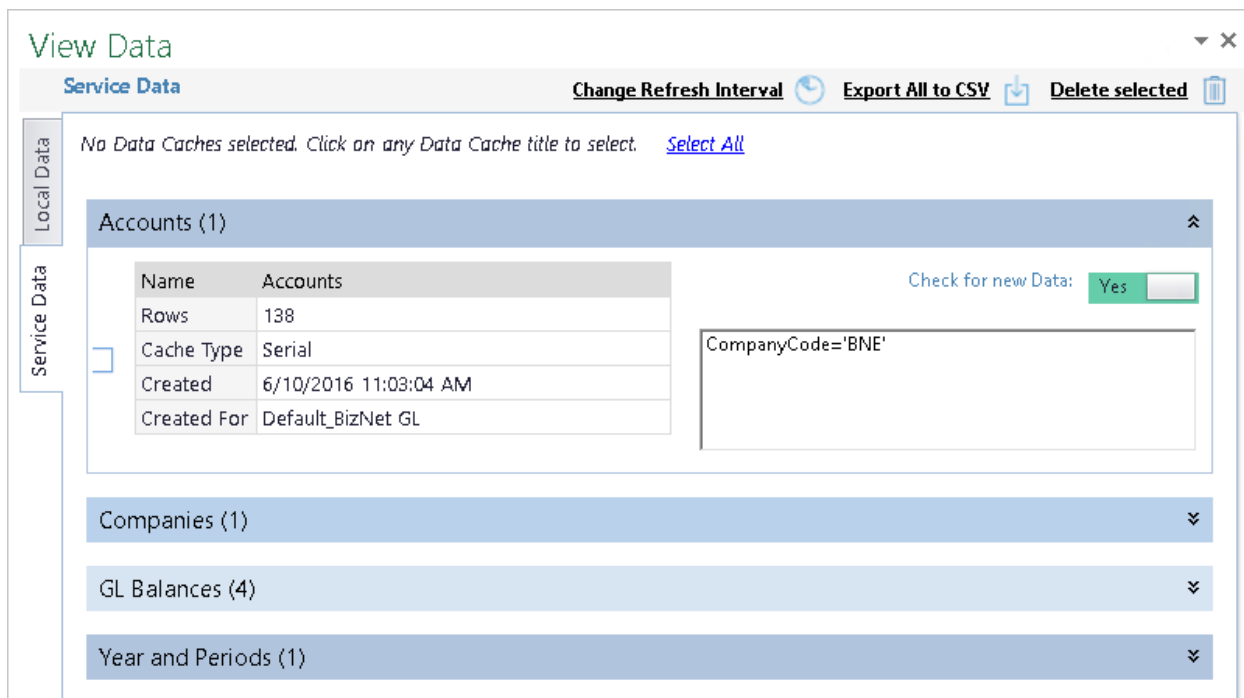 View Data
Service Data Change Refresh Interval Export All to CSV Delete selected
Local Data
Service Data
No Data Caches selected. Click on any Data Cache title to select. Select All
Accounts (1)
Name Accounts
Rows 138
Cache Type Serial
Created 6/10/2016 11:03:04 AM
Created For Default_BizNet GL
Check for new Data: Yes
CompanyCode='BNE'
Companies (1)
GL Balances (4)
Year and Periods (1)